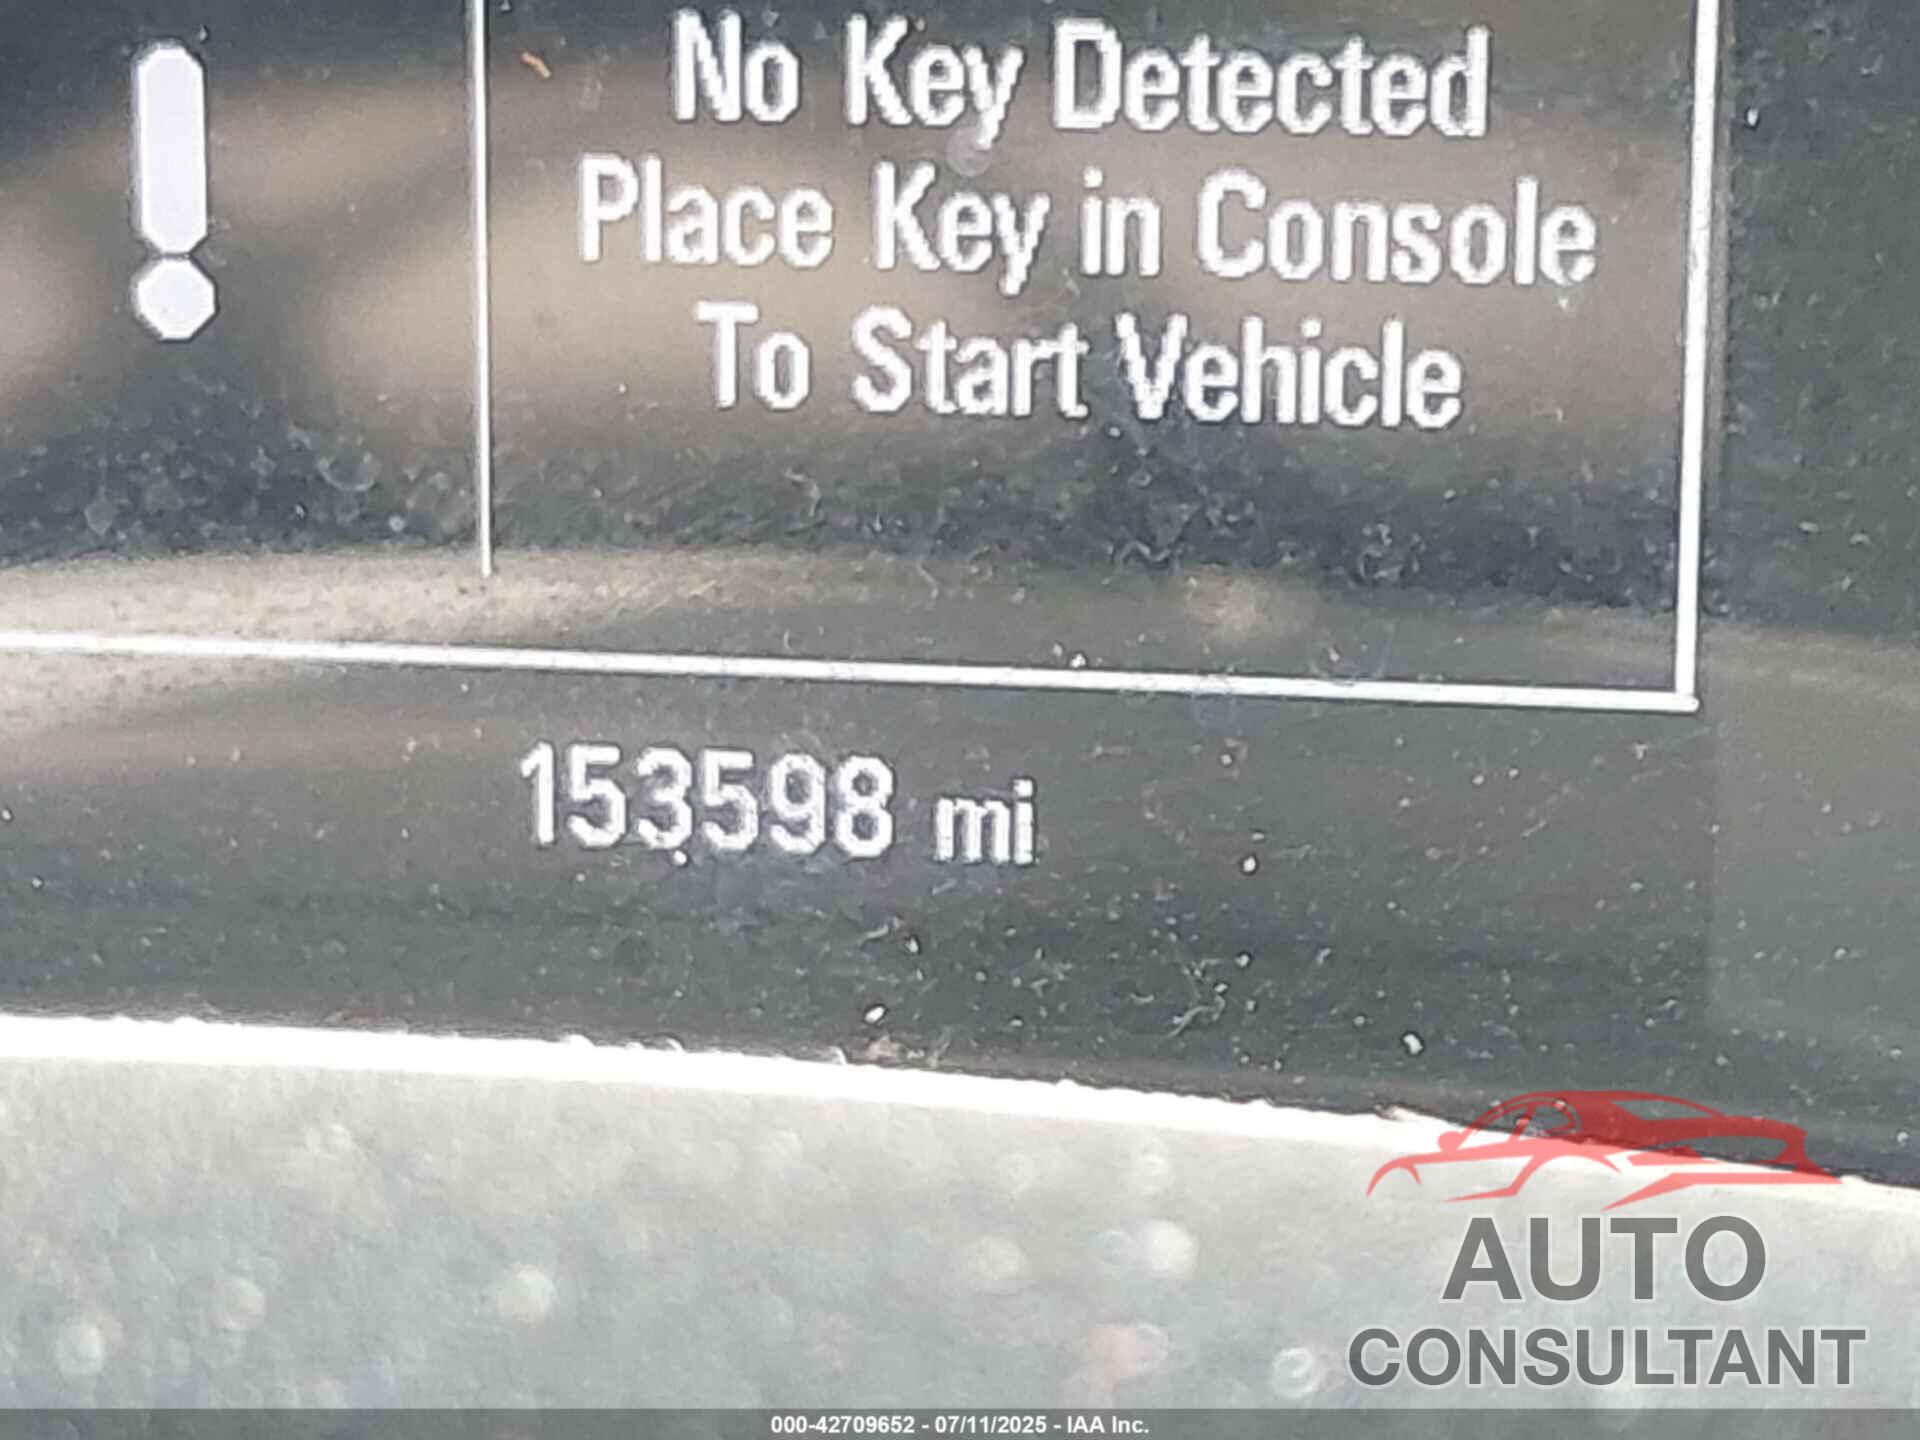 No Key Detected
Place Key in Console
To Start Vehicle
153598 mi
AUTO
CONSULTANT
000-42709652 - 07/11/2025 - IAA Inc.